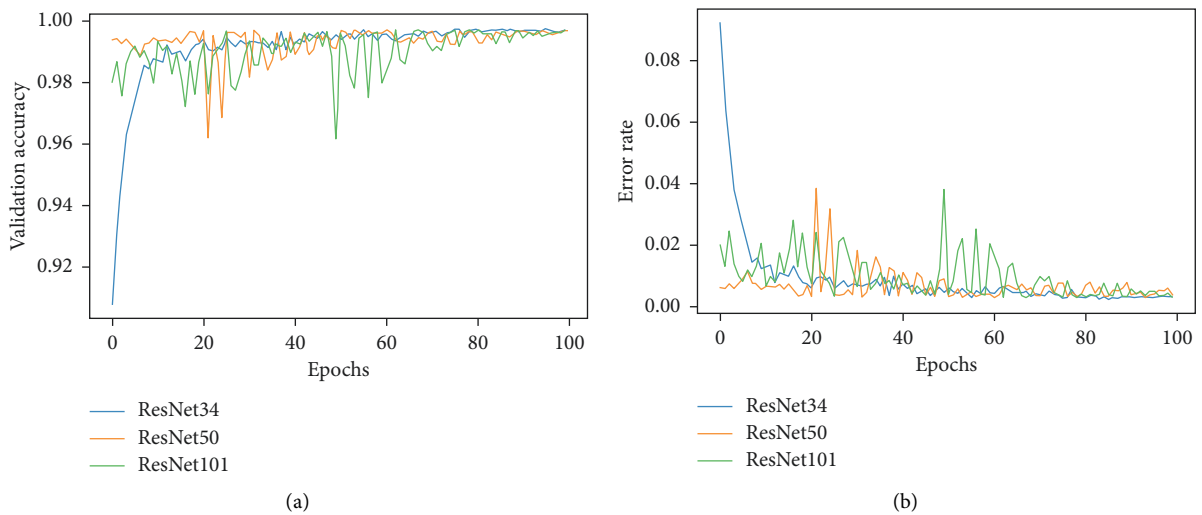 1.00
0.98
0.96
0.94
0.92
Validation accuracy
0 20 40 60 80 100
Epochs
ResNet34
ResNet50
ResNet101
(a)
0.08
0.06
0.04
0.02
0.00
Error rate
0 20 40 60 80 100
Epochs
ResNet34
ResNet50
ResNet101
(b)